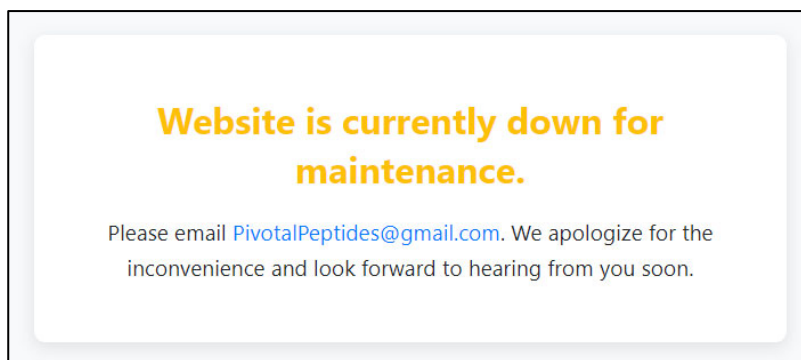 Website is currently down for
maintenance.
Please email PivotalPeptides@gmail.com. We apologize for the
inconvenience and look forward to hearing from you soon.